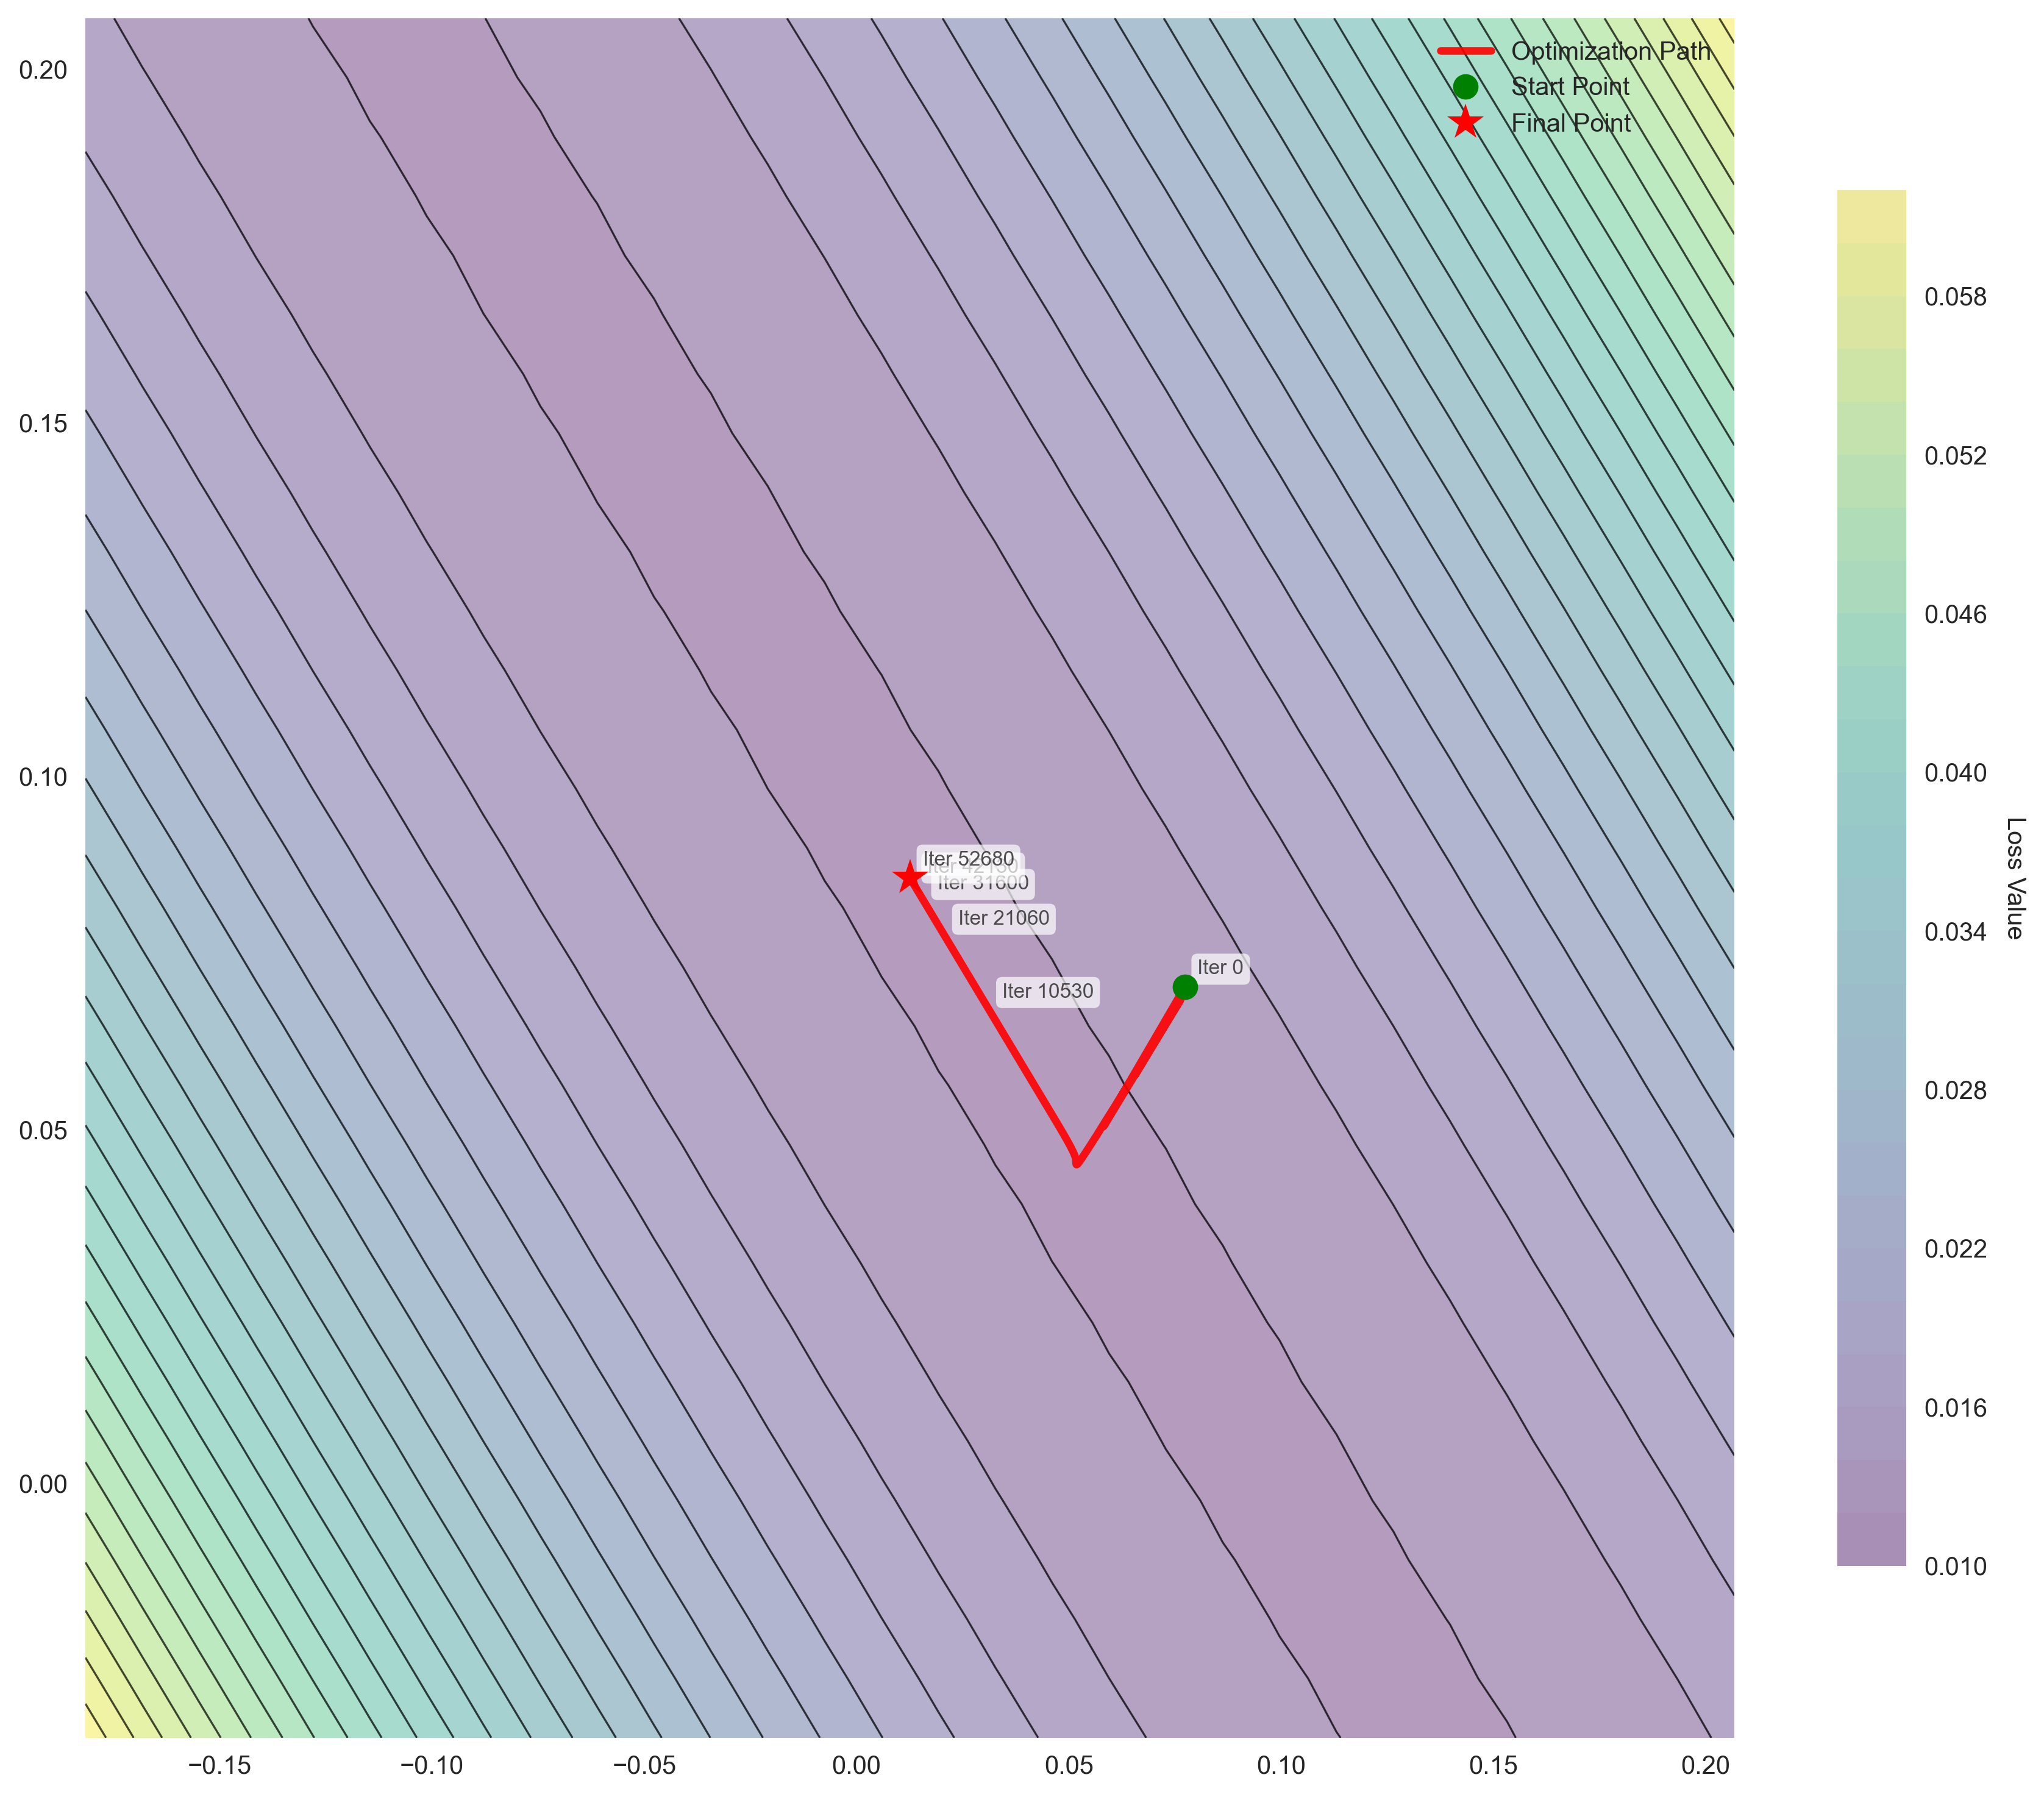 Optimization Path
Start Point
Final Point
0.20
0.15
0.10
0.05
0.00
−0.15
−0.10
−0.05
0.00
0.05
0.10
0.15
0.20
Iter 52680
Iter 31600
Iter 21060
Iter 10530
Iter 0
0.058
0.052
0.046
0.040
0.034
0.028
0.022
0.016
0.010
Loss Value